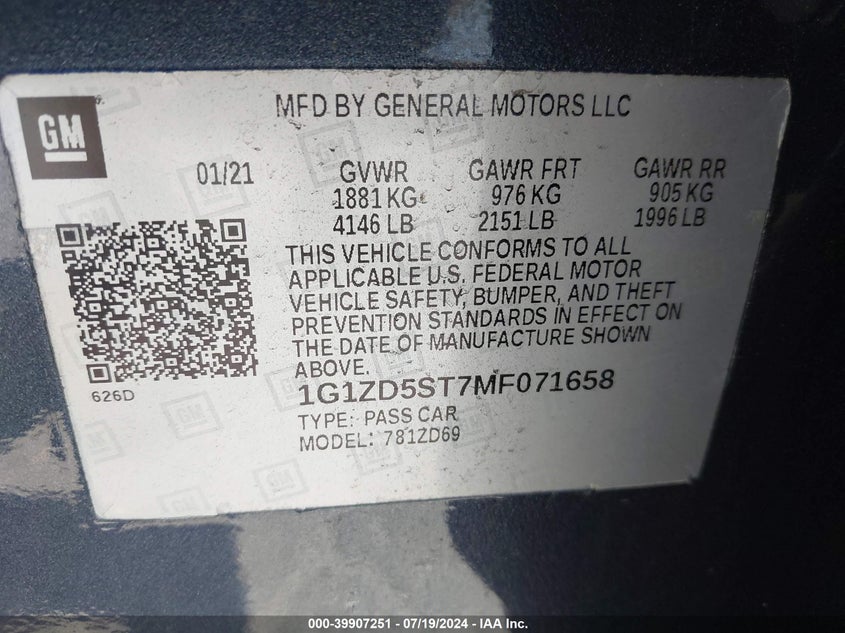 GM
MFD BY GENERAL MOTORS LLC
01/21 GVWR GAWR FRT GAWR RR
1881 KG 976 KG 905 KG
4146 LB 2151 LB 1996 LB
THIS VEHICLE CONFORMS TO ALL
APPLICABLE U.S. FEDERAL MOTOR
VEHICLE SAFETY, BUMPER, AND THEFT
PREVENTION STANDARDS IN EFFECT ON
THE DATE OF MANUFACTURE SHOWN
ABOVE.
626D
1G1ZD5ST7MF071658
TYPE: PASS CAR
MODEL: 781ZD69
000-39907251 - 07/19/2024 - IAA Inc.